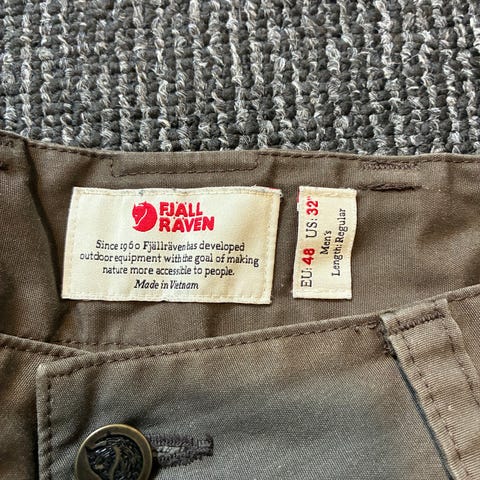 FJÄLL
RÄVEN
Since 1960 Fjällräven has developed
outdoor equipment with the goal of making
nature more accessible to people.
Made in Vietnam
EU: 48 US: 32"
Men's
Length: Regular